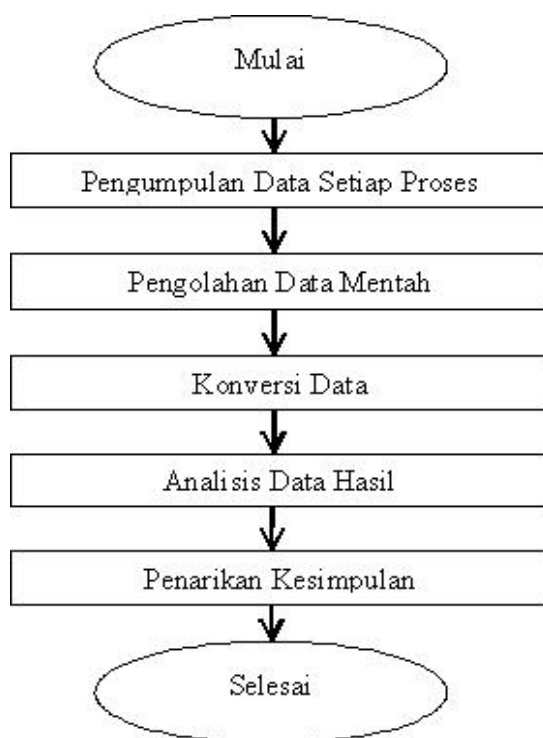 Mulai
Pengumpulan Data Setiap Proses
Pengolahan Data Mentah
Konversi Data
Analisis Data Hasil
Penarikan Kesimpulan
Selesai